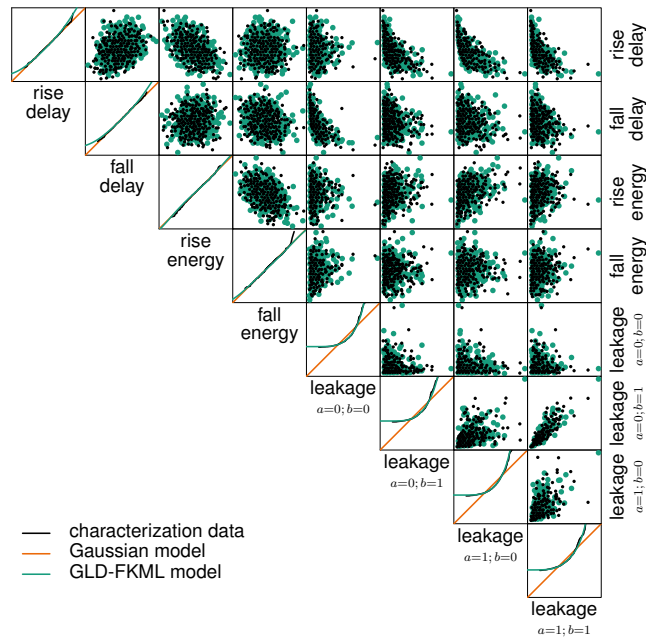 rise
delay
rise
delay
fall
delay
fall
delay
rise
energy
rise
energy
fall
energy
fall
energy
leakage
a=0; b=0
leakage
a=0; b=0
leakage
a=0; b=1
leakage
a=0; b=1
leakage
a=1; b=0
leakage
a=1; b=0
leakage
a=1; b=1
characterization data
Gaussian model
GLD-FKML model